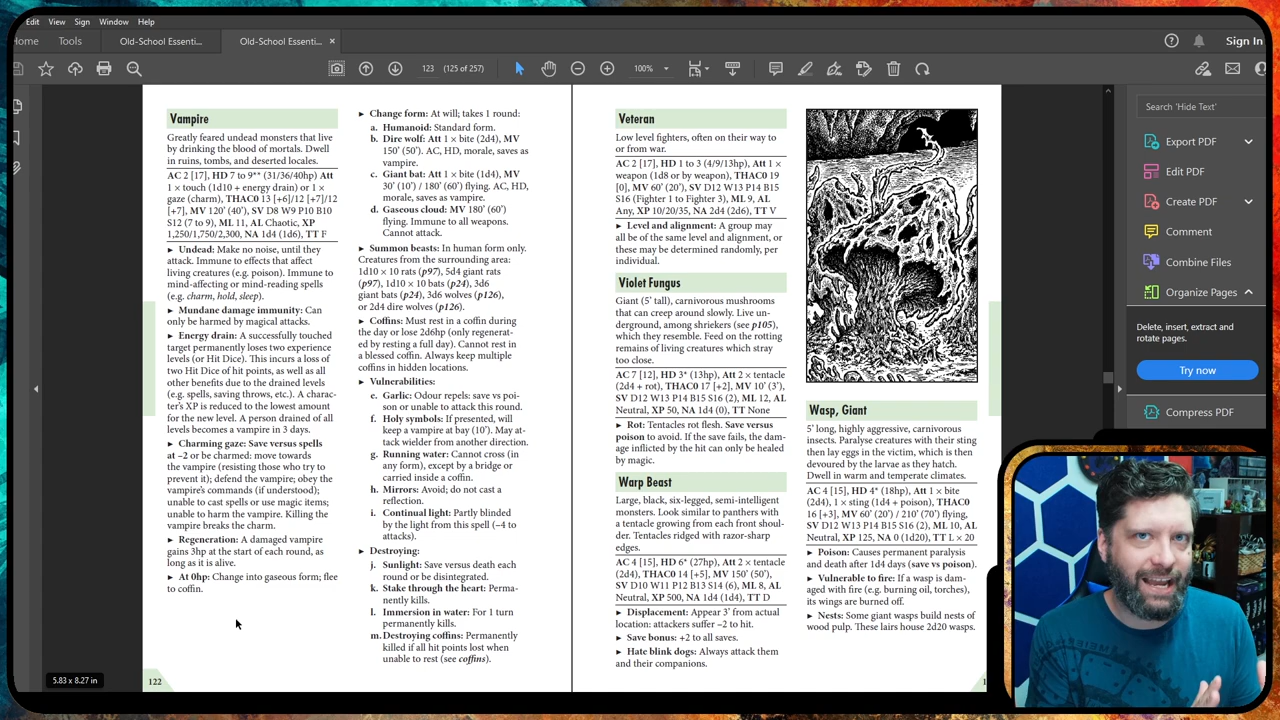 Edit View Sign Window Help
Home Tools Old-School Essenti... Old-School Essenti... ×
Sign In
123 (125 of 257)
100%
Vampire
Greatly feared undead monsters that live
by drinking the blood of mortals. Dwell
in ruins, tombs, and deserted locales.
AC 2 [17], HD 7 to 9** (31/36/40hp) Att
1 × touch (1d10 + energy drain) or 1 ×
gaze (charm), THAC0 13 [+6]/12 [+7]/12
[+7], MV 120’ (40’), SV D8 W9 P10 B10
S12 (7 to 9), ML 11, AL Chaotic, XP
1,250/1,750/2,300, NA 1d4 (1d6), TT F
► Undead: Make no noise, until they
attack. Immune to effects that affect
living creatures (e.g. poison). Immune to
mind-affecting or mind-reading spells
(e.g. charm, hold, sleep).
► Mundane damage immunity: Can
only be harmed by magical attacks.
► Energy drain: A successfully touched
target permanently loses two experience
levels (or Hit Dice). This incurs a loss of
two Hit Dice of hit points, as well as all
other benefits due to the drained levels
(e.g. spells, saving throws, etc.). A charac-
ter’s XP is reduced to the lowest amount
for the new level. A person drained of all
levels becomes a vampire in 3 days.
► Charming gaze: Save versus spells
at –2 or be charmed: move towards
the vampire (resisting those who try to
prevent it); defend the vampire; obey the
vampire’s commands (if understood);
unable to cast spells or use magic items;
unable to harm the vampire. Killing the
vampire breaks the charm.
► Regeneration: A damaged vampire
gains 3hp at the start of each round, as
long as it is alive.
► At 0hp: Change into gaseous form; flee
to coffin.
► Change form: At will; takes 1 round:
a. Humanoid: Standard form.
b. Dire wolf: Att 1 × bite (2d4), MV
150’ (50’). AC, HD, morale, saves as
vampire.
c. Giant bat: Att 1 × bite (1d4), MV
30’ (10’) / 180’ (60’) flying. AC, HD,
morale, saves as vampire.
d. Gaseous cloud: MV 180’ (60’)
flying. Immune to all weapons.
Cannot attack.
► Summon beasts: In human form only.
Creatures from the surrounding area:
1d10 × 10 rats (p97), 5d4 giant rats
(p97), 1d10 × 10 bats (p24), 3d6
giant bats (p24), 3d6 wolves (p126),
or 2d4 dire wolves (p126).
► Coffins: Must rest in a coffin during
the day or lose 2d6hp (only regenerat-
ed by resting a full day). Cannot rest in
a blessed coffin. Always keep multiple
coffins in hidden locations.
► Vulnerabilities:
e. Garlic: Odour repels: save vs poi-
son or unable to attack this round.
f. Holy symbols: If presented, will
keep a vampire at bay (10’). May at-
tack wielder from another direction.
g. Running water: Cannot cross (in
any form), except by a bridge or
carried inside a coffin.
h. Mirrors: Avoid; do not cast a
reflection.
i. Continual light: Partly blinded
by the light from this spell (–4 to
attacks).
► Destroying:
j. Sunlight: Save versus death each
round or be disintegrated.
k. Stake through the heart: Perma-
nently kills.
l. Immersion in water: For 1 turn
permanently kills.
m. Destroying coffins: Permanently
killed if all hit points lost when
unable to rest (see coffins).
122
Veteran
Low level fighters, often on their way to
or from war.
AC 2 [17], HD 1 to 3 (4/9/13hp), Att 1 ×
weapon (1d8 or by weapon), THAC0 19
[0], MV 60’ (20’), SV D12 W13 P14 B15
S16 (Fighter 1 to Fighter 3), ML 9, AL
Any, XP 10/20/35, NA 2d4 (2d6), TT V
► Level and alignment: A group may
all be of the same level and alignment, or
these may be determined randomly, per
individual.
Violet Fungus
Giant (5’ tall), carnivorous mushrooms
that can creep around slowly. Live un-
derground, among shriekers (see p105),
which they resemble. Feed on the rotting
remains of living creatures which stray
too close.
AC 7 [12], HD 3* (13hp), Att 2 × tentacle
(2d4 + rot), THAC0 17 [+2], MV 10’ (3’),
SV D12 W13 P14 B15 S16 (2), ML 12, AL
Neutral, XP 50, NA 1d4 (0), TT None
► Rot: Tentacles rot flesh. Save versus
poison to avoid. If the save fails, the dam-
age inflicted by the hit can only be healed
by magic.
Warp Beast
Large, black, six-legged, semi-intelligent
monsters. Look similar to panthers with
a tentacle growing from each front shoul-
der. Tentacles ridged with razor-sharp
edges.
AC 4 [15], HD 6* (27hp), Att 2 × tentacle
(2d4), THAC0 14 [+5], MV 150’ (50’),
SV D10 W11 P12 B13 S14 (6), ML 8, AL
Neutral, XP 500, NA 1d4 (1d4), TT D
► Displacement: Appear 3’ from actual
location: attackers suffer –2 to hit.
► Save bonus: +2 to all saves.
► Hate blink dogs: Always attack them
and their companions.
Wasp, Giant
5’ long, highly aggressive, carnivorous
insects. Paralyse creatures with their sting
then lay eggs in the victim, which is then
devoured by the larvae as they hatch.
Dwell in warm and temperate climates.
AC 4 [15], HD 4* (18hp), Att 1 × bite
(2d4), 1 × sting (1d4 + poison), THAC0
16 [+3], MV 60’ (20’) / 210’ (70’) flying,
SV D12 W13 P14 B15 S16 (2), ML 10, AL
Neutral, XP 125, NA 0 (1d20), TT L × 20
► Poison: Causes permanent paralysis
and death after 1d4 days (save vs poison).
► Vulnerable to fire: If a wasp is dam-
aged with fire (e.g. burning oil, torches),
its wings are burned off.
► Nests: Some giant wasps build nests of
wood pulp. These lairs house 2d20 wasps.
Search 'Hide Text'
Export PDF
Edit PDF
Create PDF
Comment
Combine Files
Organize Pages
Delete, insert, extract and
rotate pages.
Try now
Compress PDF
5.83 x 8.27 in